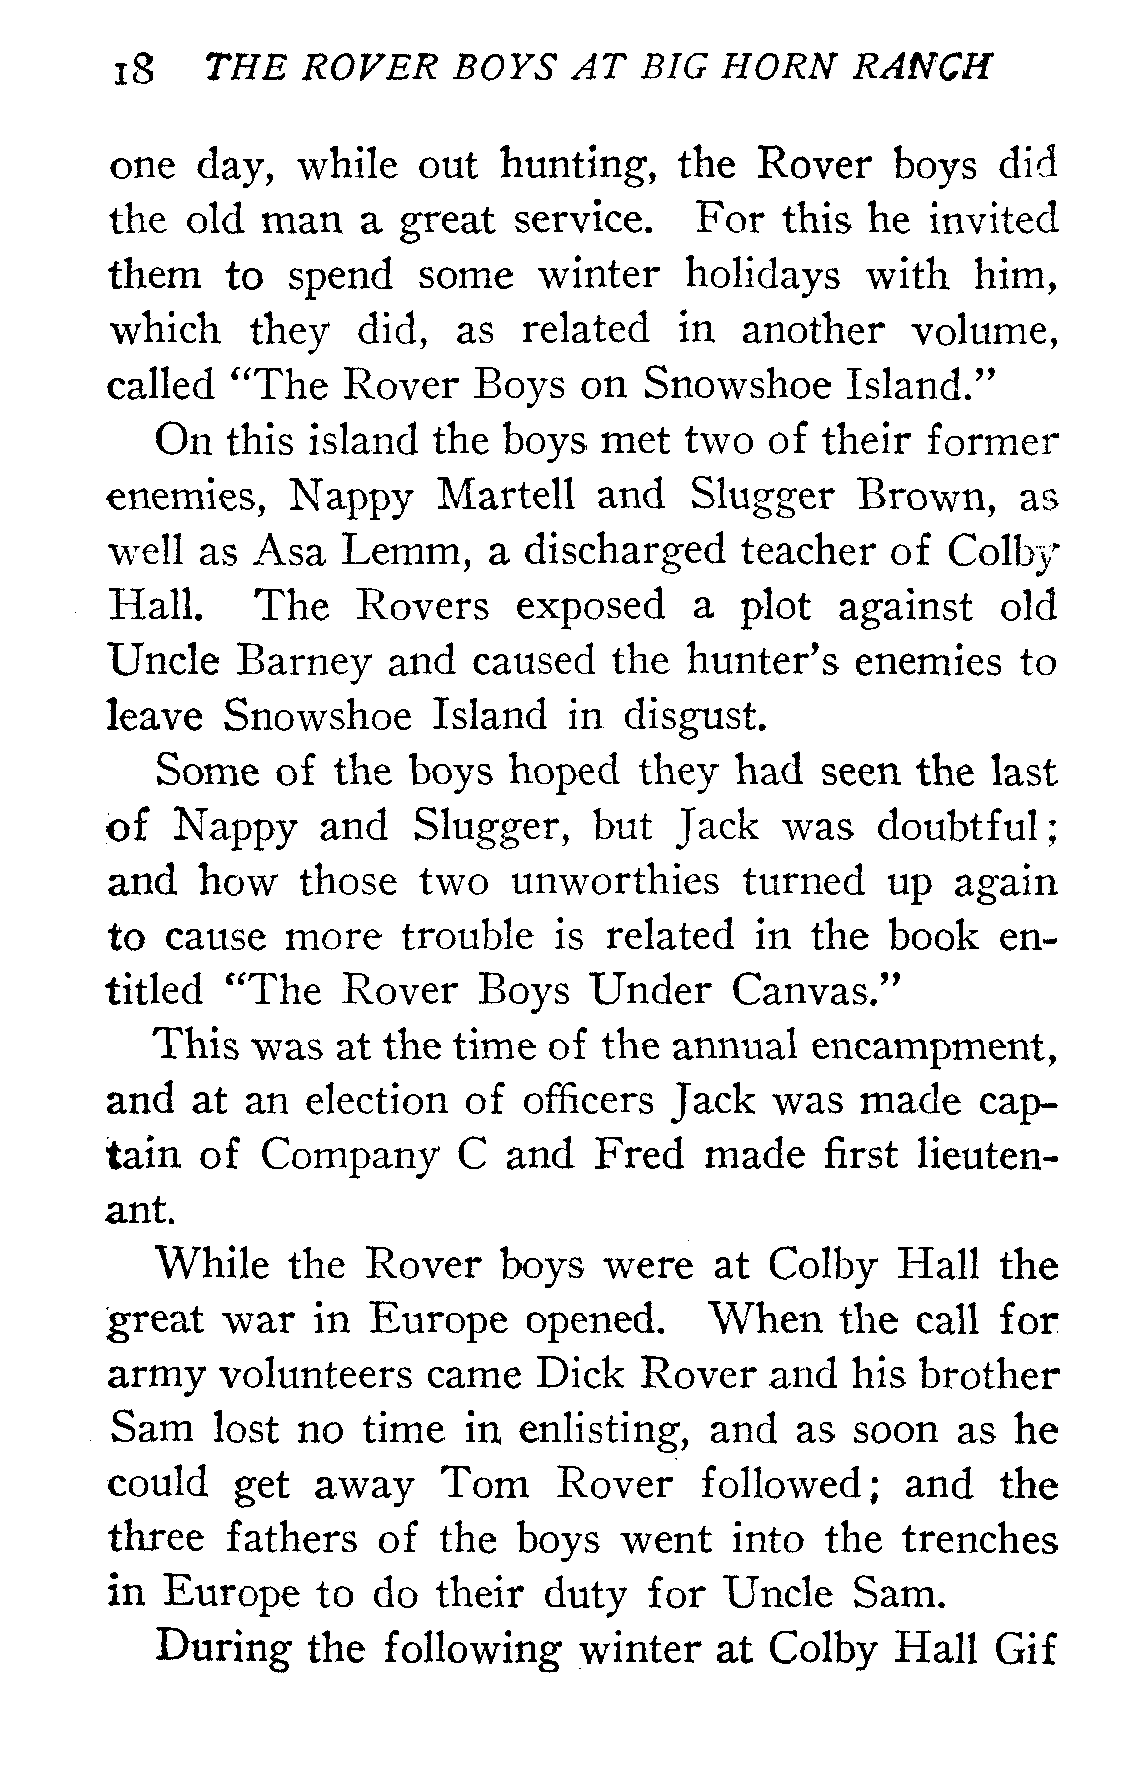 18 THE ROVER BOYS AT BIG HORN RANCH
one day, while out hunting, the Rover boys did
the old man a great service. For this he invited
them to spend some winter holidays with him,
which they did, as related in another volume,
called “The Rover Boys on Snowshoe Island.”
On this island the boys met two of their former
enemies, Nappy Martell and Slugger Brown, as
well as Asa Lemm, a discharged teacher of Colby
Hall. The Rovers exposed a plot against old
Uncle Barney and caused the hunter’s enemies to
leave Snowshoe Island in disgust.
Some of the boys hoped they had seen the last
of Nappy and Slugger, but Jack was doubtful;
and how those two unworthies turned up again
to cause more trouble is related in the book en-
titled “The Rover Boys Under Canvas.”
This was at the time of the annual encampment,
and at an election of officers Jack was made cap-
tain of Company C and Fred made first lieuten-
ant.
While the Rover boys were at Colby Hall the
great war in Europe opened. When the call for
army volunteers came Dick Rover and his brother
Sam lost no time in enlisting, and as soon as he
could get away Tom Rover followed; and the
three fathers of the boys went into the trenches
in Europe to do their duty for Uncle Sam.
During the following winter at Colby Hall Gif